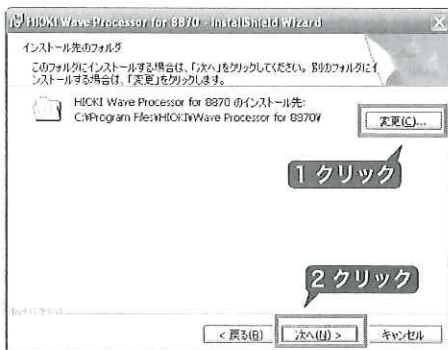 HIOKI Wave Processor for 8870 - InstallShield Wizard
インストール先のフォルダ
このフォルダにインストールする場合は、「次へ」をクリックしてください。別のフォルダにイ
ンストールする場合は、「変更」をクリックします。
HIOKI Wave Processor for 8870 のインストール先:
C:¥Program Files¥HIOKI¥Wave Processor for 8870¥
変更(C)...
1 クリック
2 クリック
InstallShield
< 戻る(B)
次へ(N) >
キャンセル